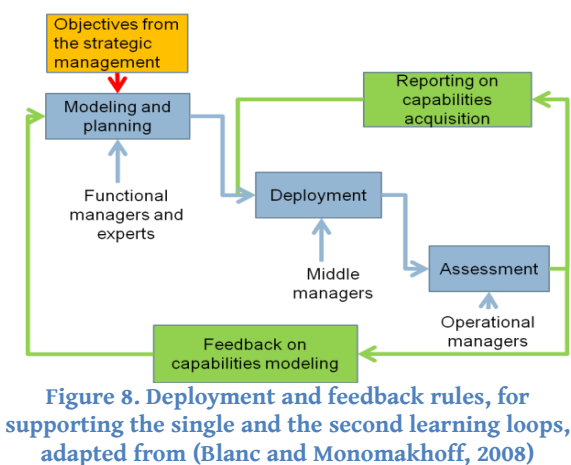 Objectives from
the strategic
management
Modeling and
planning
Reporting on
capabilities
acquisition
Functional
managers and
experts
Deployment
Middle
managers
Assessment
Operational
managers
Feedback on
capabilities modeling
Figure 8. Deployment and feedback rules, for
supporting the single and the second learning loops,
adapted from (Blanc and Monomakhoff, 2008)